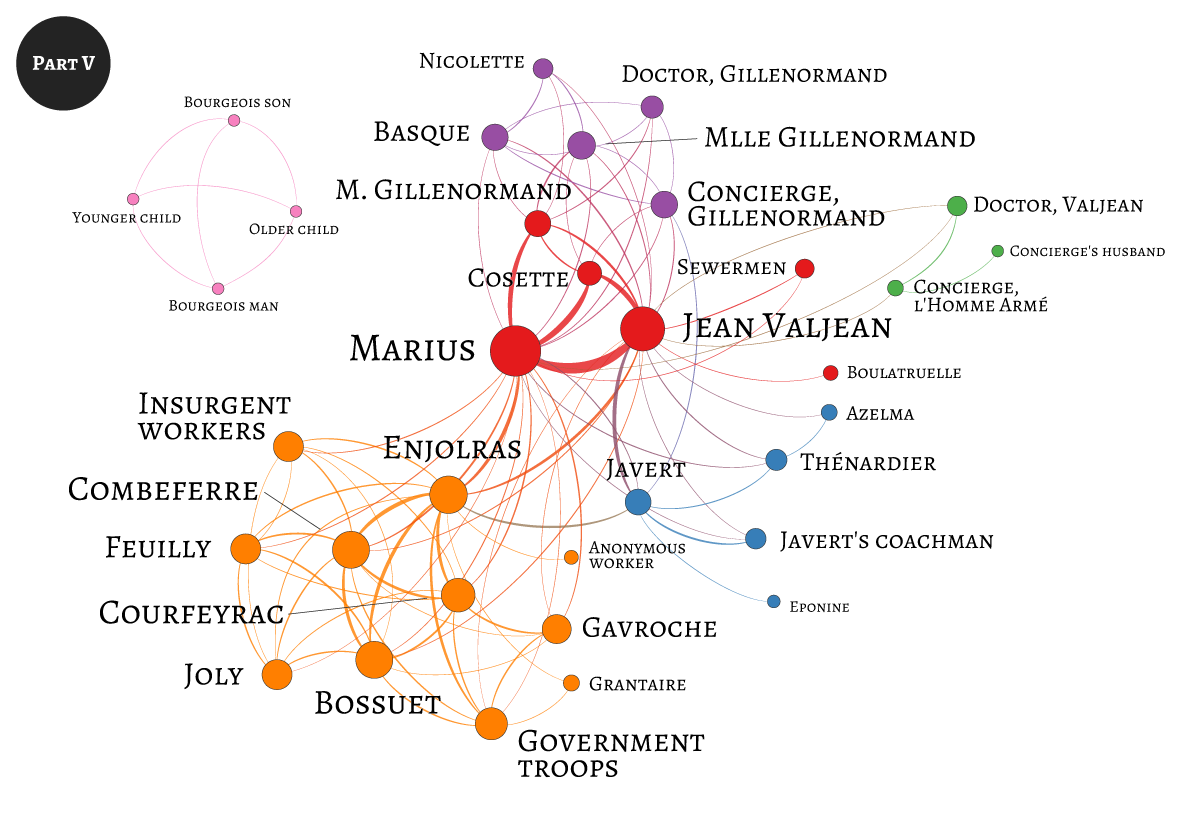 Part V
Nicolette
Doctor, Gillenormand
Bourgeois son
Basque
Mlle Gillenormand
M. Gillenormand
Concierge,
Gillenormand
Doctor, Valjean
Younger child
Older child
Concierge's husband
Sewermen
Cosette
Concierge,
l'Homme Armé
Bourgeois man
Jean Valjean
Marius
Boulatruelle
Insurgent
workers
Azelma
Enjolras
Thénardier
Javert
Combeferre
Javert's coachman
Feuilly
Anonymous
worker
Eponine
Courfeyrac
Gavroche
Joly
Grantaire
Bossuet
Government
troops